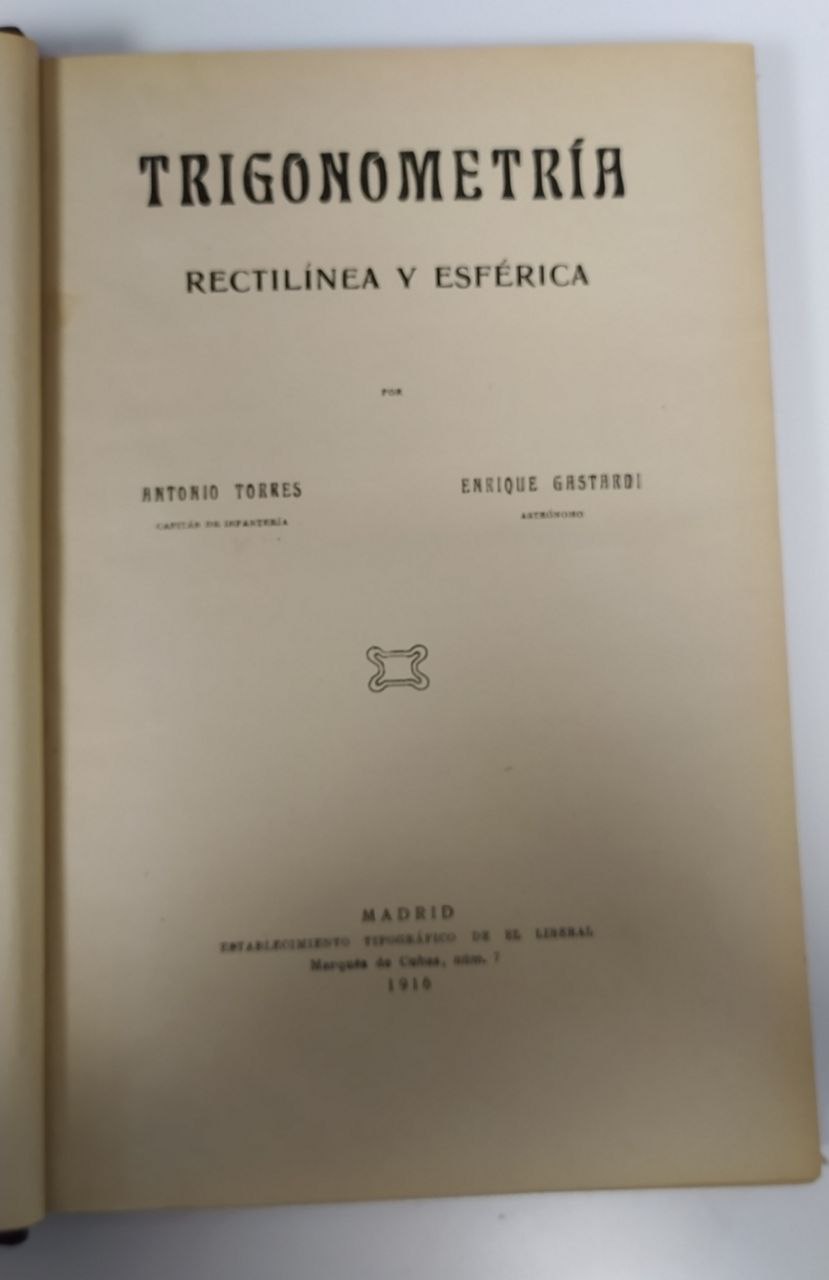 TRIGONOMETRÍA
RECTILÍNEA Y ESFÉRICA
POR
ANTONIO TORRES
CAPITÁN DE INFANTERÍA
ENRIQUE GASTARDI
ASTRÓNOMO
MADRID
ESTABLECIMIENTO TIPOGRÁFICO DE EL LIBERAL
Marqués de Cubas, núm. 7
1910